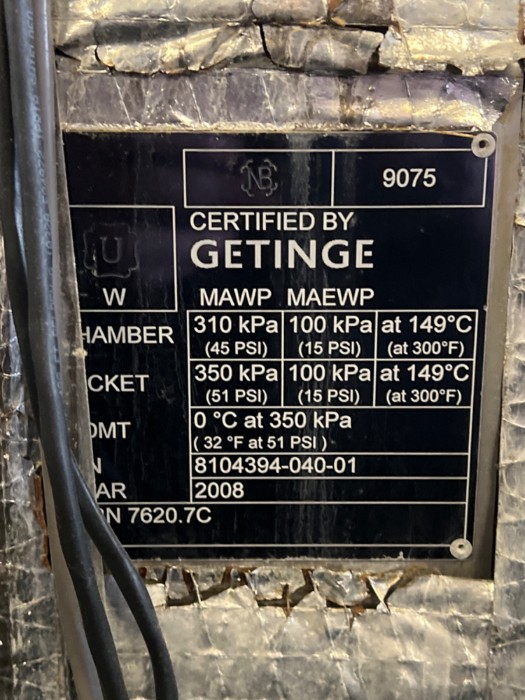 NB 9075
U
CERTIFIED BY
GETINGE
W MAWP MAEWP
HAMBER 310 kPa 100 kPa at 149°C
(45 PSI) (15 PSI) (at 300°F)
CKET 350 kPa 100 kPa at 149°C
(51 PSI) (15 PSI) (at 300°F)
DMT 0 °C at 350 kPa
( 32 °F at 51 PSI )
N 8104394-040-01
AR 2008
RN 7620.7C